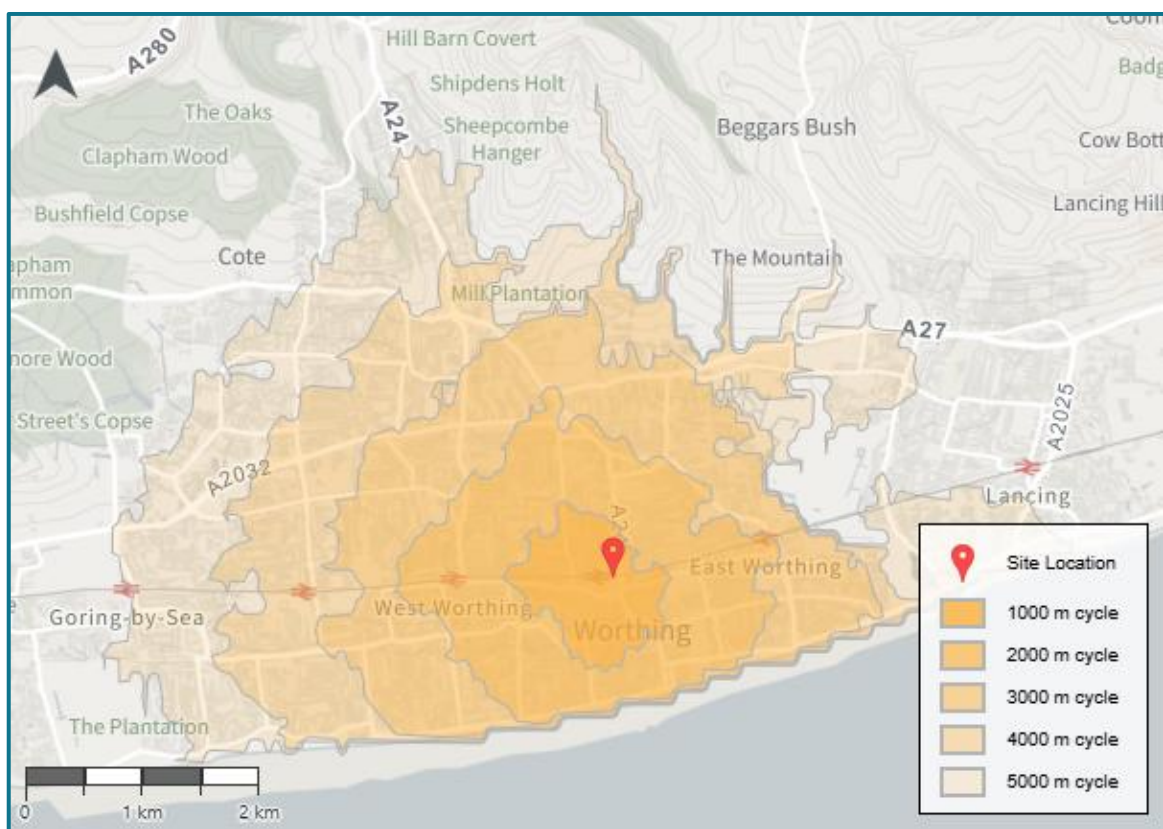 Coom
Hill Barn Covert
A280
Badg
Shipdens Holt
The Oaks
A24
Sheepcombe
Hanger
Beggars Bush
Cow Bott
Clapham Wood
Lancing Hill
Bushfield Copse
Cote
The Mountain
apham
mmon
Mill Plantation
A27
nore Wood
Street's Copse
A2025
A2032
Lancing
East Worthing
West Worthing
Goring-by-Sea
Worthing
The Plantation
Site Location
1000 m cycle
2000 m cycle
3000 m cycle
4000 m cycle
5000 m cycle
0 1 km 2 km